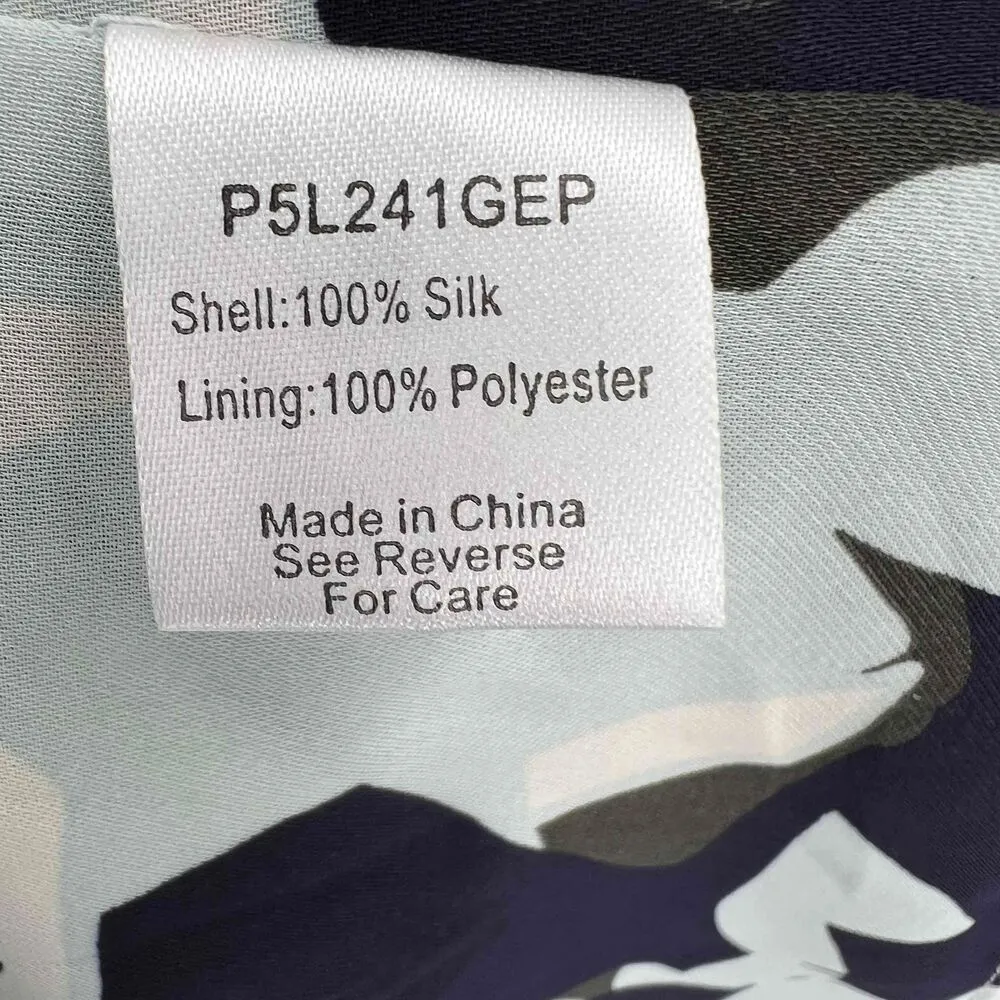 P5L241GEP
Shell:100% Silk
Lining:100% Polyester
Made in China
See Reverse
For Care